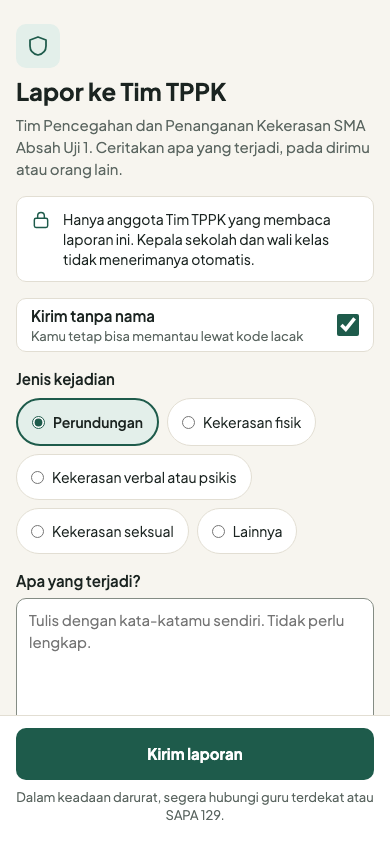 Lapor ke Tim TPPK
Tim Pencegahan dan Penanganan Kekerasan SMA
Absah Uji 1. Ceritakan apa yang terjadi, pada dirimu
atau orang lain.
Hanya anggota Tim TPPK yang membaca
laporan ini. Kepala sekolah dan wali kelas
tidak menerimanya otomatis.
Kirim tanpa nama
Kamu tetap bisa memantau lewat kode lacak
Jenis kejadian
Perundungan
Kekerasan fisik
Kekerasan verbal atau psikis
Kekerasan seksual
Lainnya
Apa yang terjadi?
Tulis dengan kata-katamu sendiri. Tidak perlu
lengkap.
Kirim laporan
Dalam keadaan darurat, segera hubungi guru terdekat atau
SAPA 129.